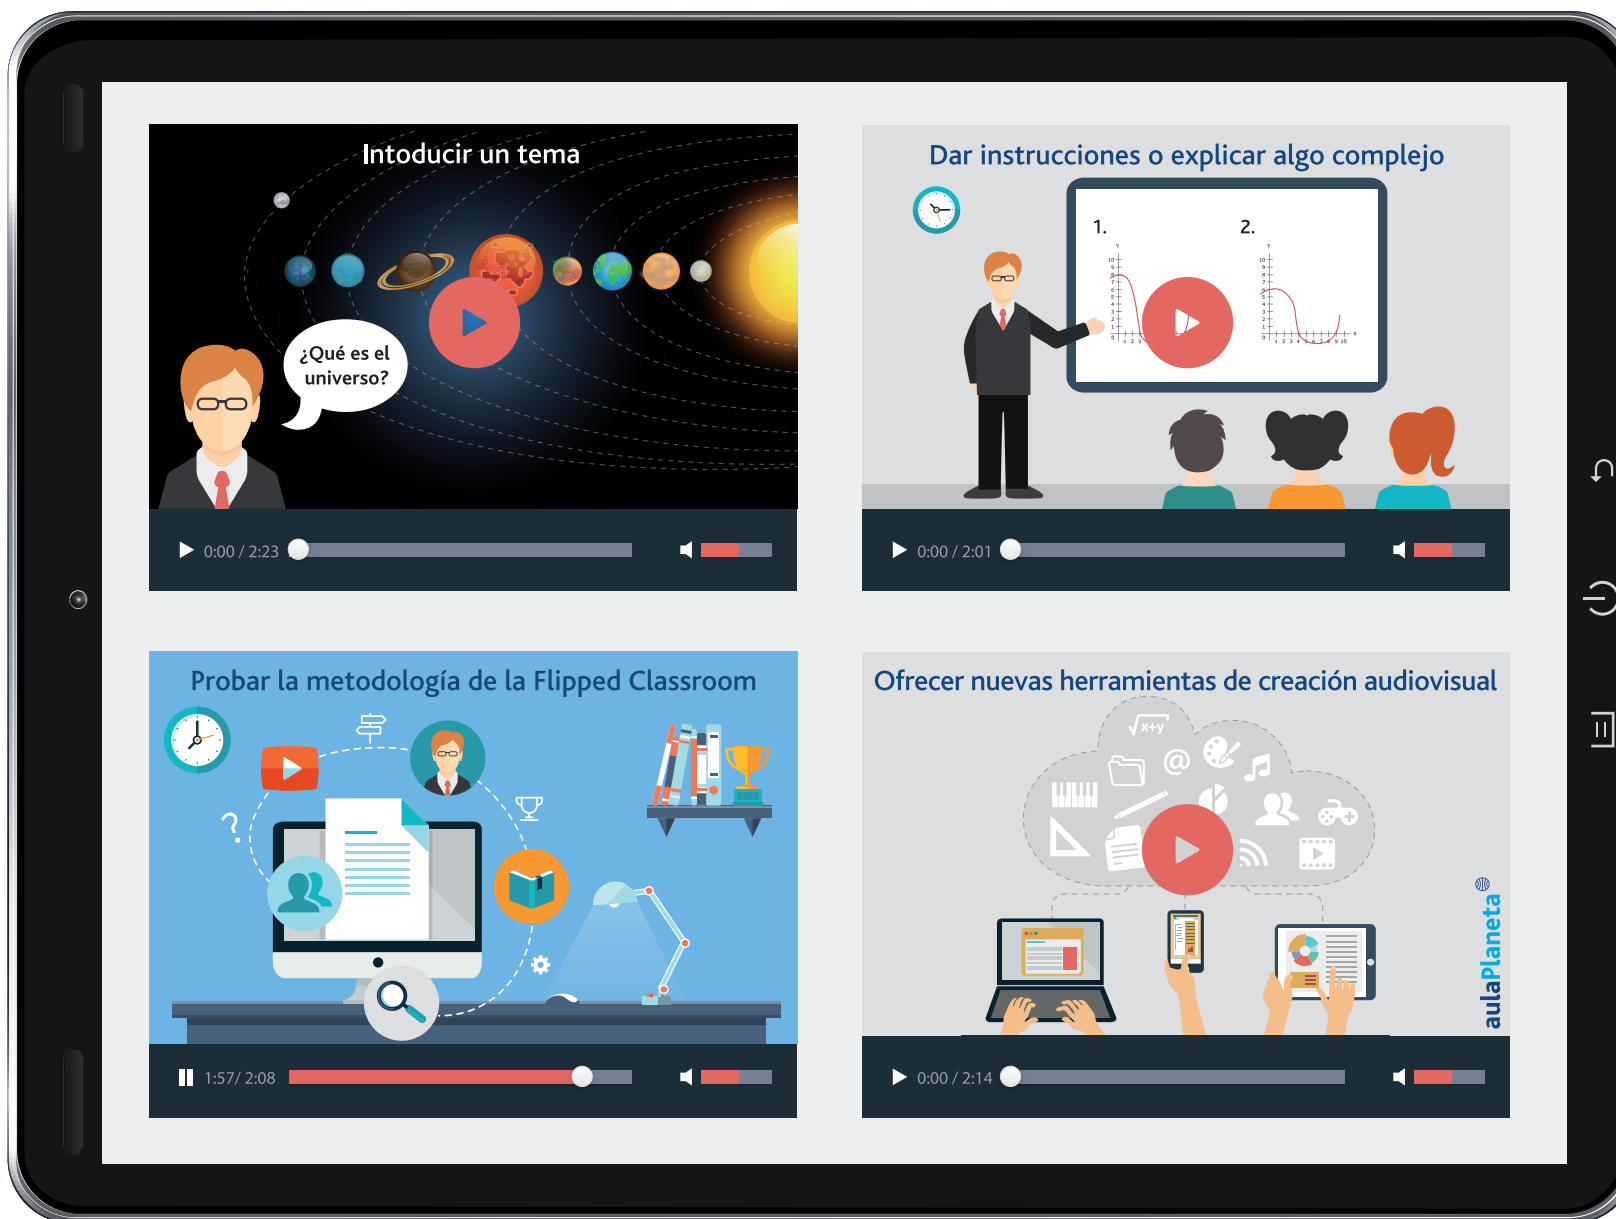 Intoducir un tema
¿Qué es el
universo?
0:00 / 2:23
Dar instrucciones o explicar algo complejo
1.
2.
0:00 / 2:01
Probar la metodología de la Flipped Classroom
?
1:57/ 2:08
Ofrecer nuevas herramientas de creación audiovisual
√x+y
@
aulaPlaneta
0:00 / 2:14